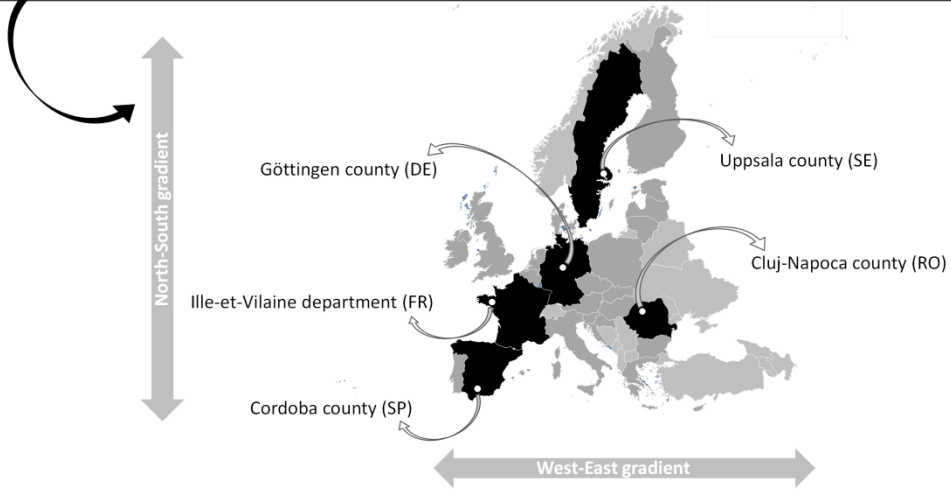 North-South gradient
Göttingen county (DE)
Uppsala county (SE)
Cluj-Napoca county (RO)
Ille-et-Vilaine department (FR)
Cordoba county (SP)
West-East gradient